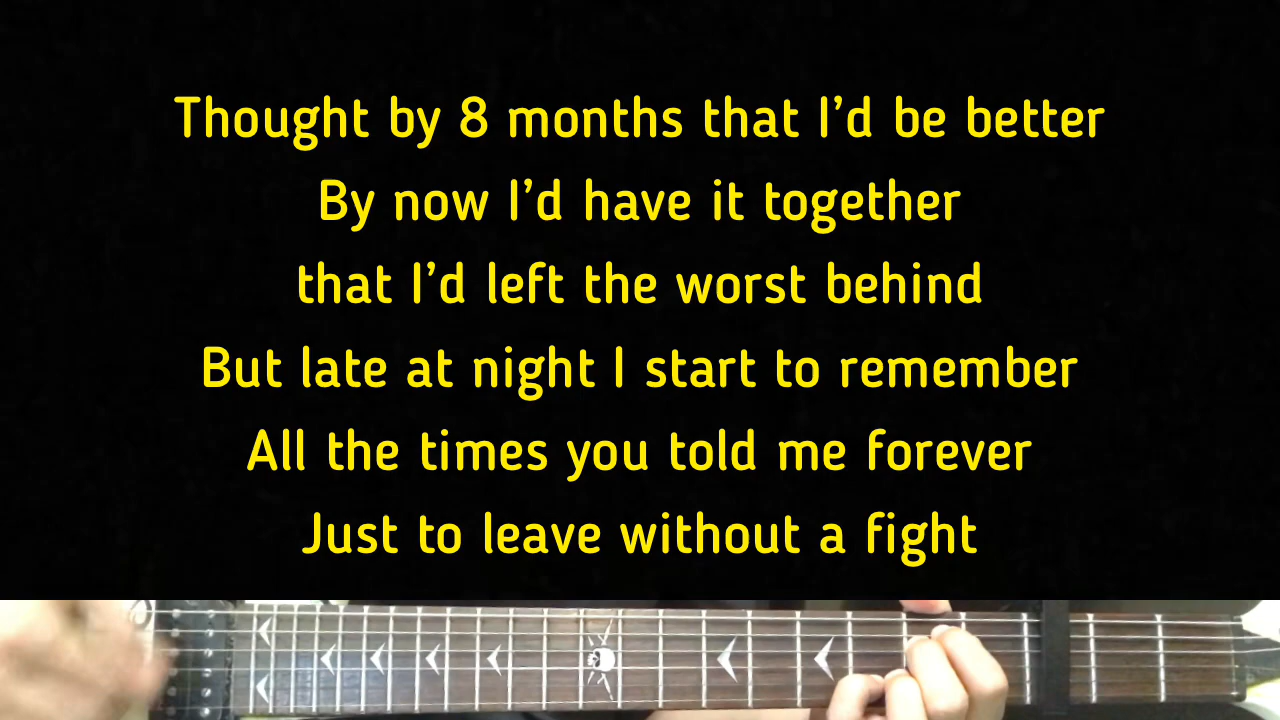 Thought by 8 months that I’d be better
By now I’d have it together
that I’d left the worst behind
But late at night I start to remember
All the times you told me forever
Just to leave without a fight